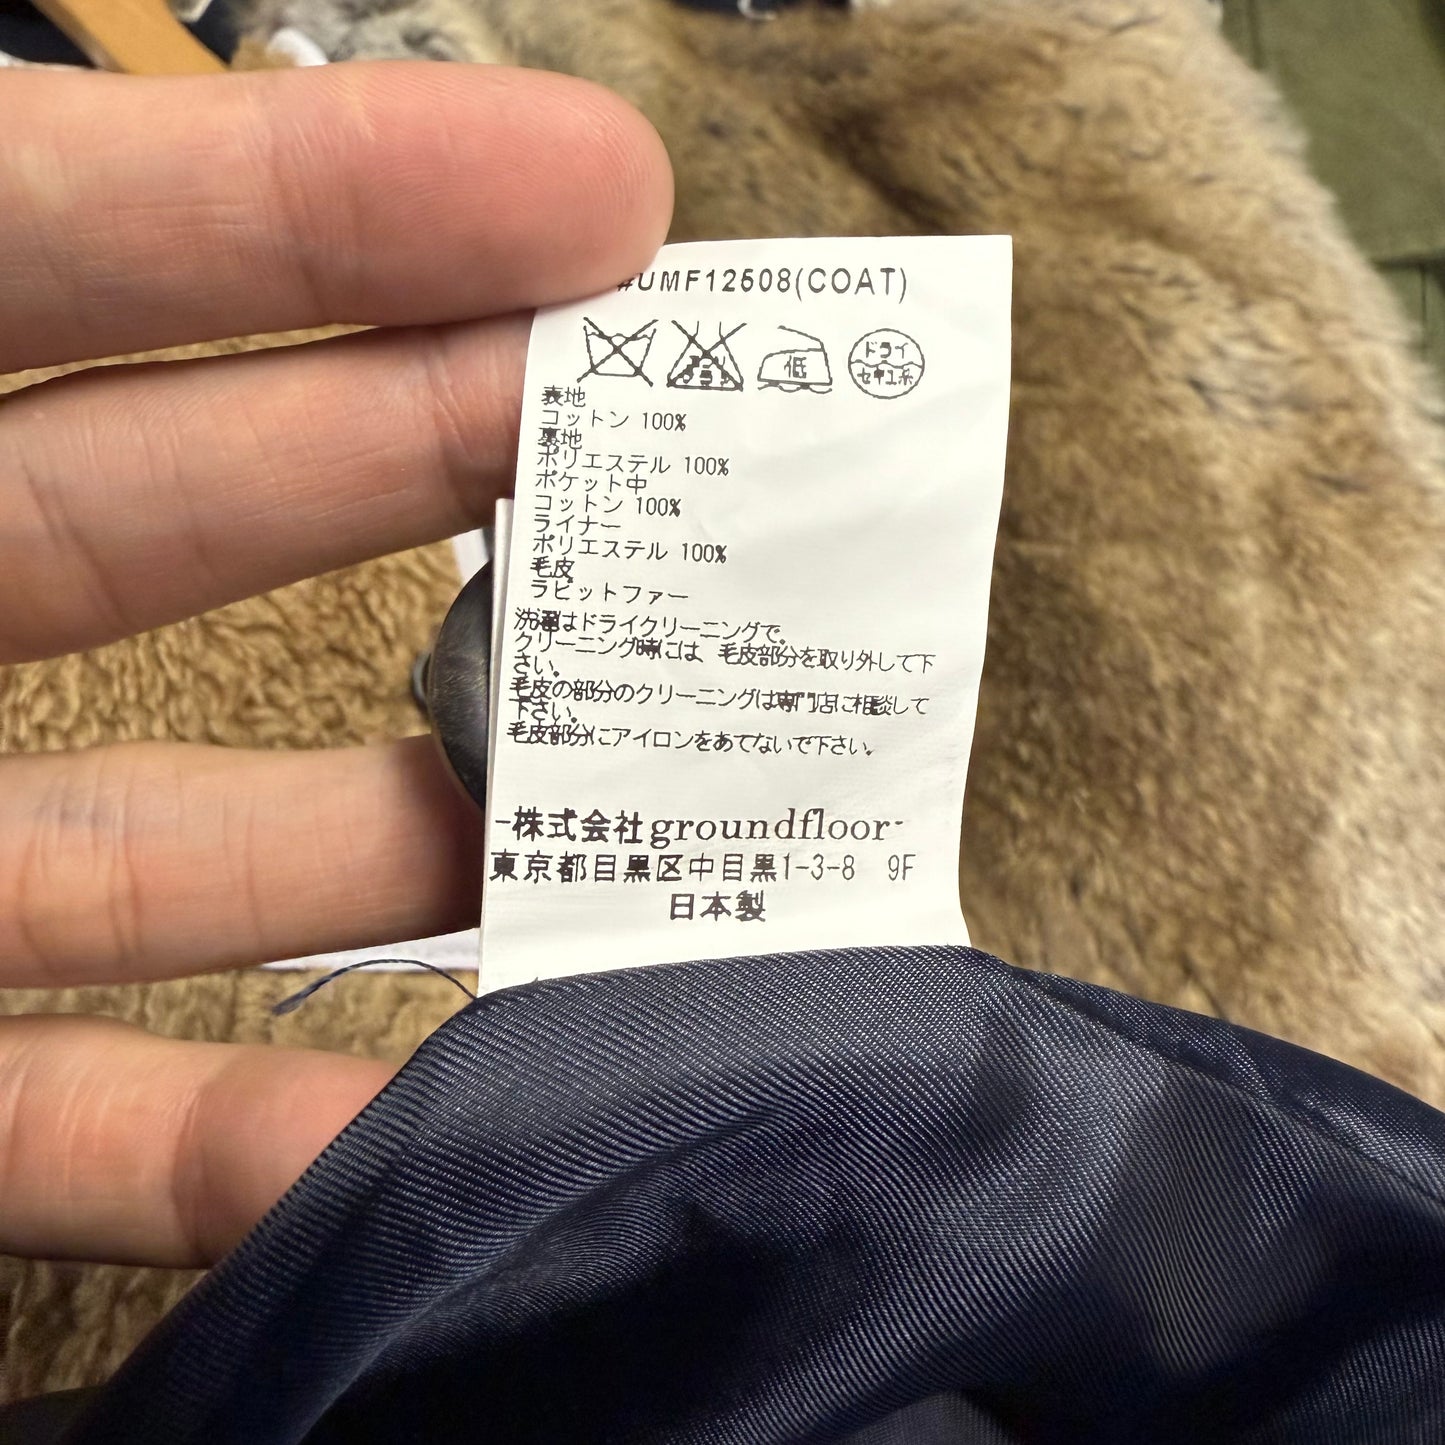 #UMF12508(COAT)
低
ドライ
セキユ系
表地
コットン 100%
裏地
ポリエステル 100%
ポケット中
コットン 100%
ライナー
ポリエステル 100%
毛皮
ラビットファー
洗濯はドライクリーニングで。
クリーニング時には、毛皮部分を取り外して下
さい。
毛皮の部分のクリーニングは専門店に相談して
下さい。
毛皮部分にアイロンをあてないで下さい。
-株式会社groundfloor-
東京都目黒区中目黒1-3-8 9F
日本製